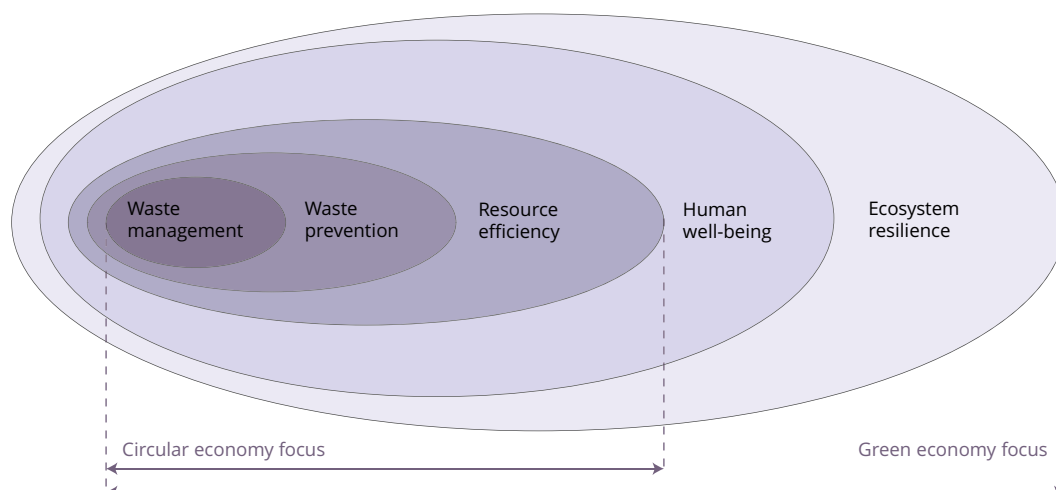 Waste
management
Waste
prevention
Resource
efficiency
Human
well-being
Ecosystem
resilience
Circular economy focus
Green economy focus